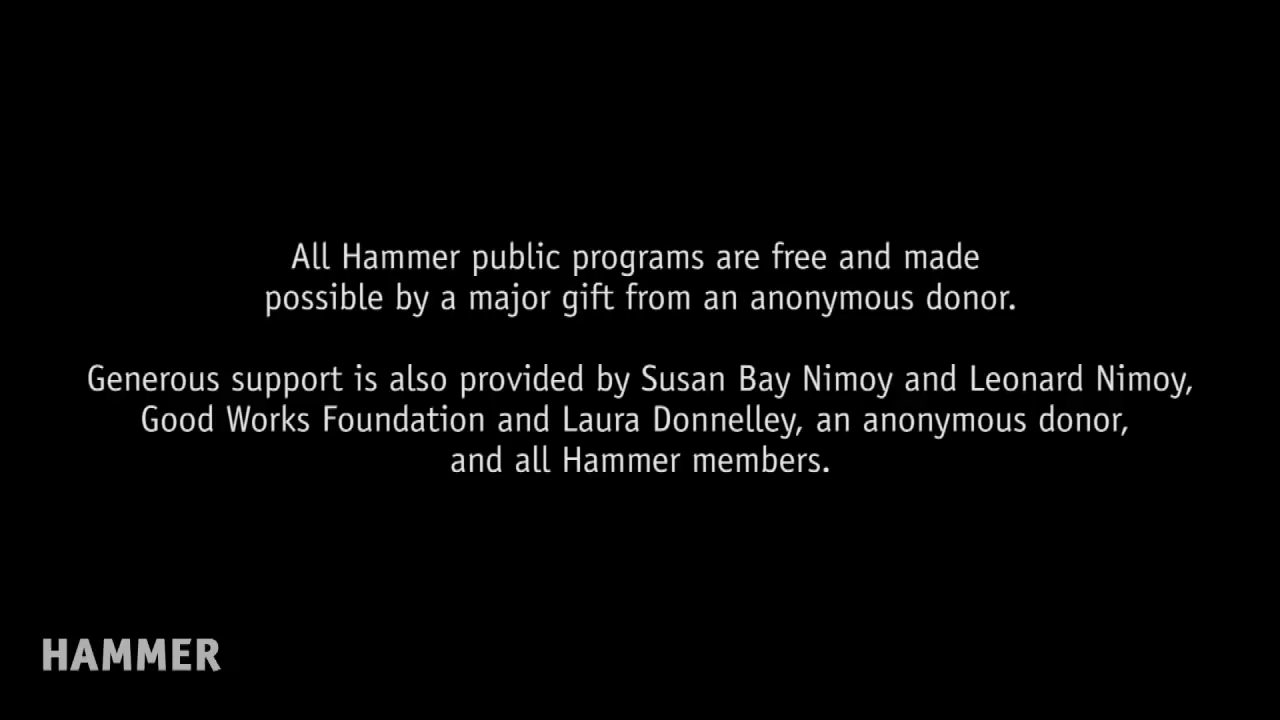 All Hammer public programs are free and made
possible by a major gift from an anonymous donor.
Generous support is also provided by Susan Bay Nimoy and Leonard Nimoy,
Good Works Foundation and Laura Donnelley, an anonymous donor,
and all Hammer members.
HAMMER